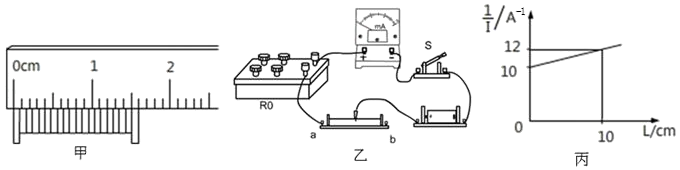 0cm 1 2
甲
mA
+ -
S
R0
a b
乙
1/I /A⁻¹
12
10
0 10 L/cm
丙